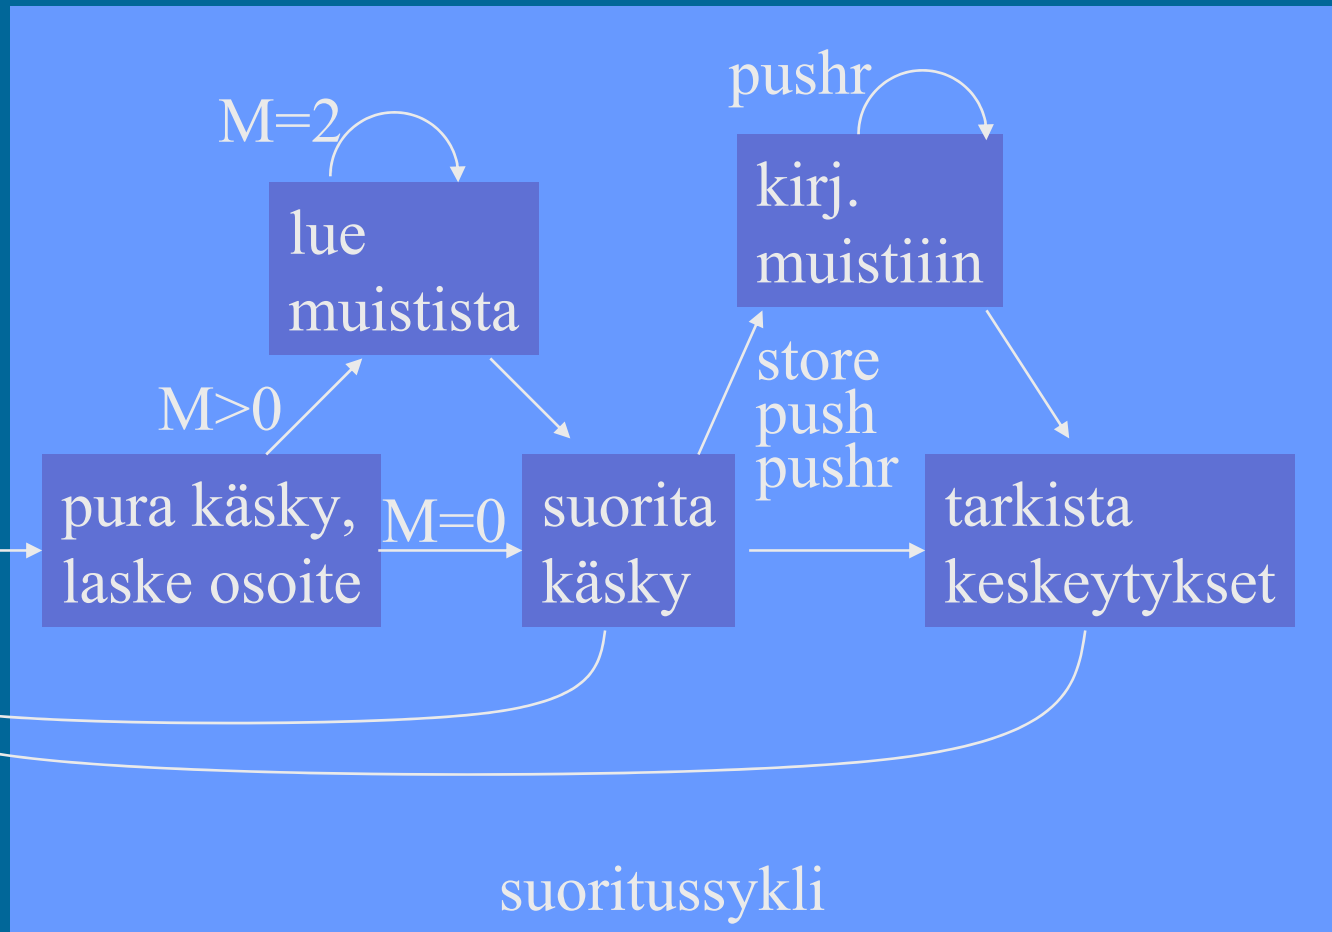 pushr
M=2
kirj.
muistiiin
lue
muistista
store
push
pushr
M>0
pura käsky,
laske osoite
M=0
suorita
käsky
tarkista
keskeytykset
suoritussykli